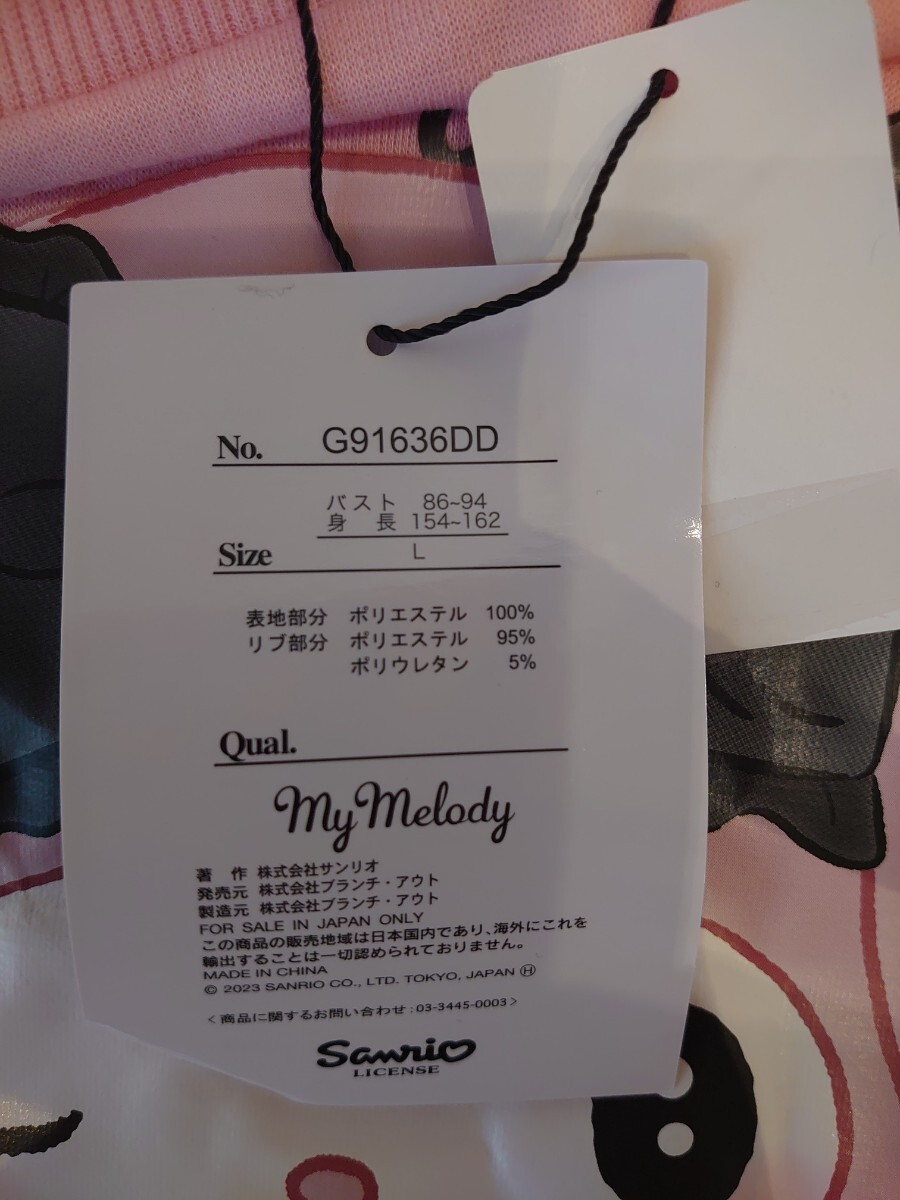 No. G91636DD
バスト 86~94
身 長 154~162
Size L
表地部分 ポリエステル 100%
リブ部分 ポリエステル 95%
ポリウレタン 5%
Qual.
My Melody
著 作 株式会社サンリオ
発売元 株式会社ブランチ・アウト
製造元 株式会社ブランチ・アウト
FOR SALE IN JAPAN ONLY
この商品の販売地域は日本国内であり、海外にこれを
輸出することは一切認められておりません。
MADE IN CHINA
© 2023 SANRIO CO., LTD. TOKYO, JAPAN Ⓗ
<商品に関するお問い合わせ:03-3445-0003>
Sanrio
LICENSE